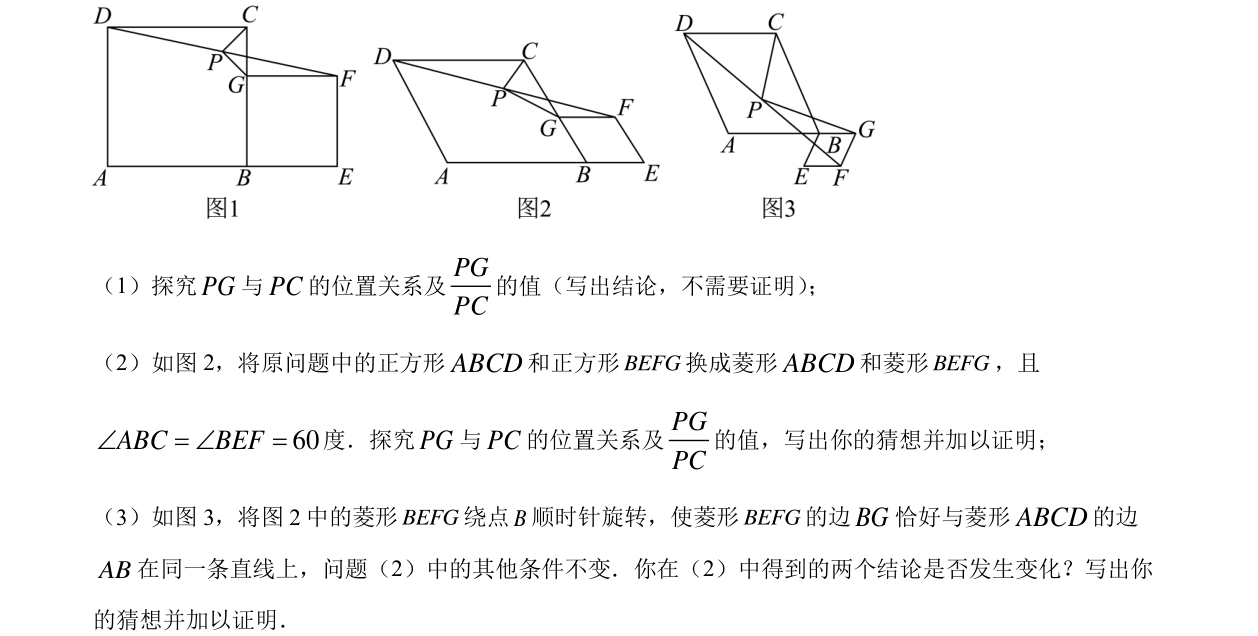 D C P G F A B E
D C P G F A B E
D C P A B G E F
图1 图2 图3
（1）探究 PG 与 PC 的位置关系及 PG/PC 的值（写出结论，不需要证明）；
（2）如图 2，将原问题中的正方形 ABCD 和正方形 BEFG 换成菱形 ABCD 和菱形 BEFG，且
∠ABC = ∠BEF = 60度．探究 PG 与 PC 的位置关系及 PG/PC 的值，写出你的猜想并加以证明；
（3）如图 3，将图 2 中的菱形 BEFG 绕点 B 顺时针旋转，使菱形 BEFG 的边 BG 恰好与菱形 ABCD 的边
AB 在同一条直线上，问题（2）中的其他条件不变．你在（2）中得到的两个结论是否发生变化？写出你
的猜想并加以证明．